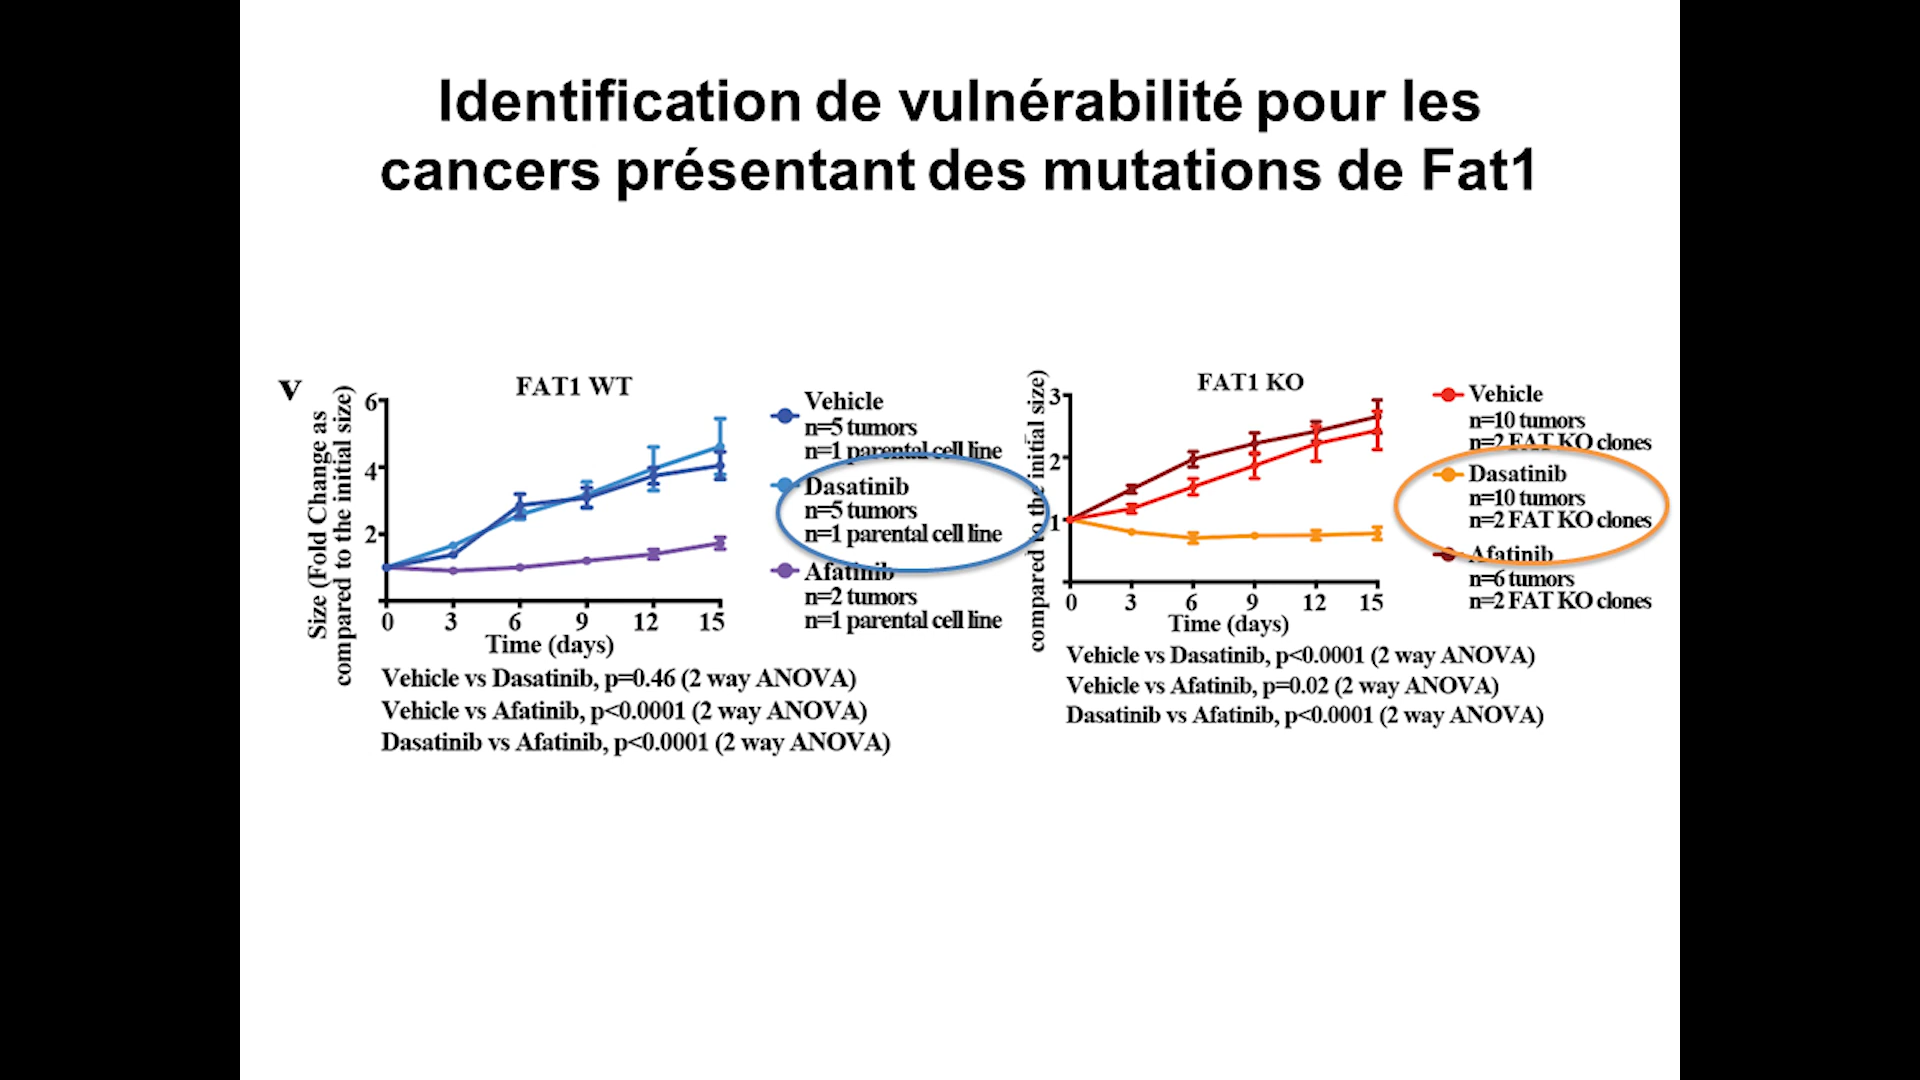 Identification de vulnérabilité pour les
cancers présentant des mutations de Fat1
V
FAT1 WT
Size (Fold Change as
compared to the initial size)
6
4
2
0 3 6 9 12 15
Time (days)
Vehicle
n=5 tumors
n=1 parental cell line
Dasatinib
n=5 tumors
n=1 parental cell line
Afatinib
n=2 tumors
n=1 parental cell line
Vehicle vs Dasatinib, p=0.46 (2 way ANOVA)
Vehicle vs Afatinib, p<0.0001 (2 way ANOVA)
Dasatinib vs Afatinib, p<0.0001 (2 way ANOVA)
FAT1 KO
compared to the initial size)
3
2
1
0 3 6 9 12 15
Time (days)
Vehicle
n=10 tumors
n=2 FAT KO clones
Dasatinib
n=10 tumors
n=2 FAT KO clones
Afatinib
n=6 tumors
n=2 FAT KO clones
Vehicle vs Dasatinib, p<0.0001 (2 way ANOVA)
Vehicle vs Afatinib, p=0.02 (2 way ANOVA)
Dasatinib vs Afatinib, p<0.0001 (2 way ANOVA)